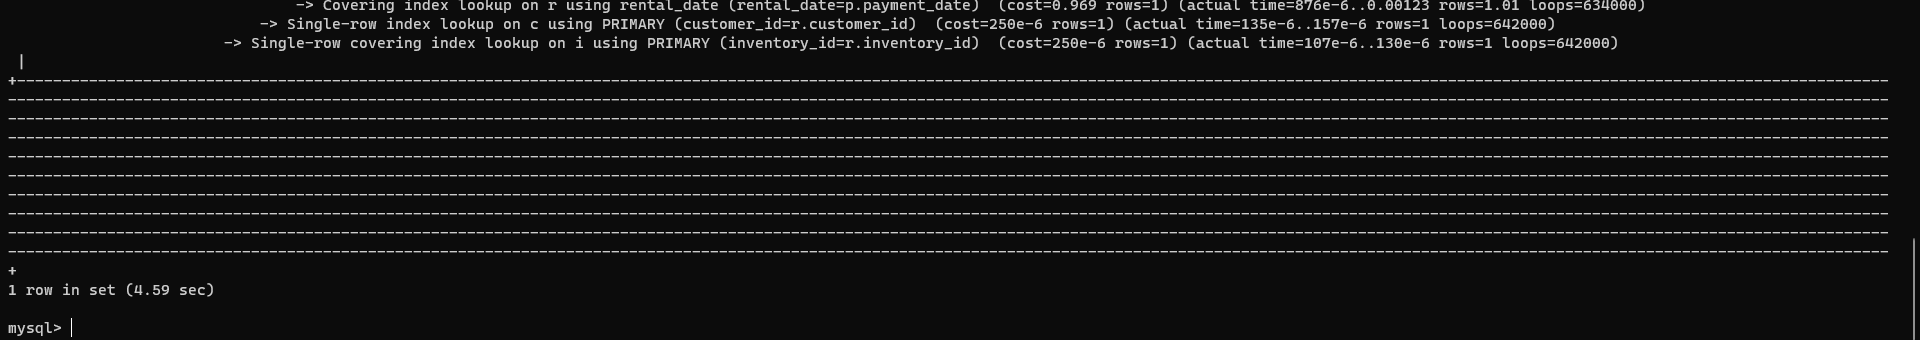 -> Covering index lookup on r using rental_date (rental_date=p.payment_date)  (cost=0.969 rows=1) (actual time=876e-6..0.00123 rows=1.01 loops=634000)
-> Single-row index lookup on c using PRIMARY (customer_id=r.customer_id)  (cost=250e-6 rows=1) (actual time=135e-6..157e-6 rows=1 loops=642000)
-> Single-row covering index lookup on i using PRIMARY (inventory_id=r.inventory_id)  (cost=250e-6 rows=1) (actual time=107e-6..130e-6 rows=1 loops=642000)
|
1 row in set (4.59 sec)
mysql>